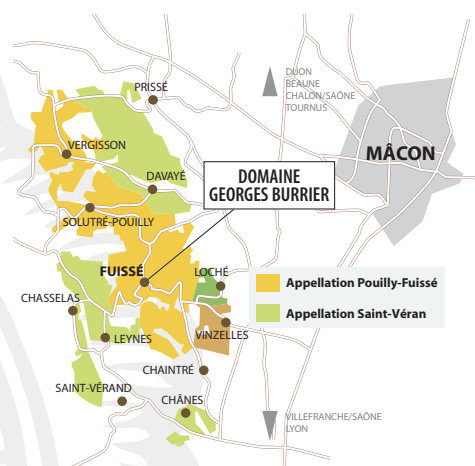 DIJON
BEAUNE
CHALON/SAÔNE
TOURNUS
PRISSÉ
MÂCON
VERGISSON
DAVAYÉ
DOMAINE
GEORGES BURRIER
SOLUTRÉ-POUILLY
FUISSÉ
LOCHÉ
Appellation Pouilly-Fuissé
CHASSELAS
Appellation Saint-Véran
LEYNES
VINZELLES
CHAINTRÉ
SAINT-VÉRAND
CHÂNES
VILLEFRANCHE/SAÔNE
LYON